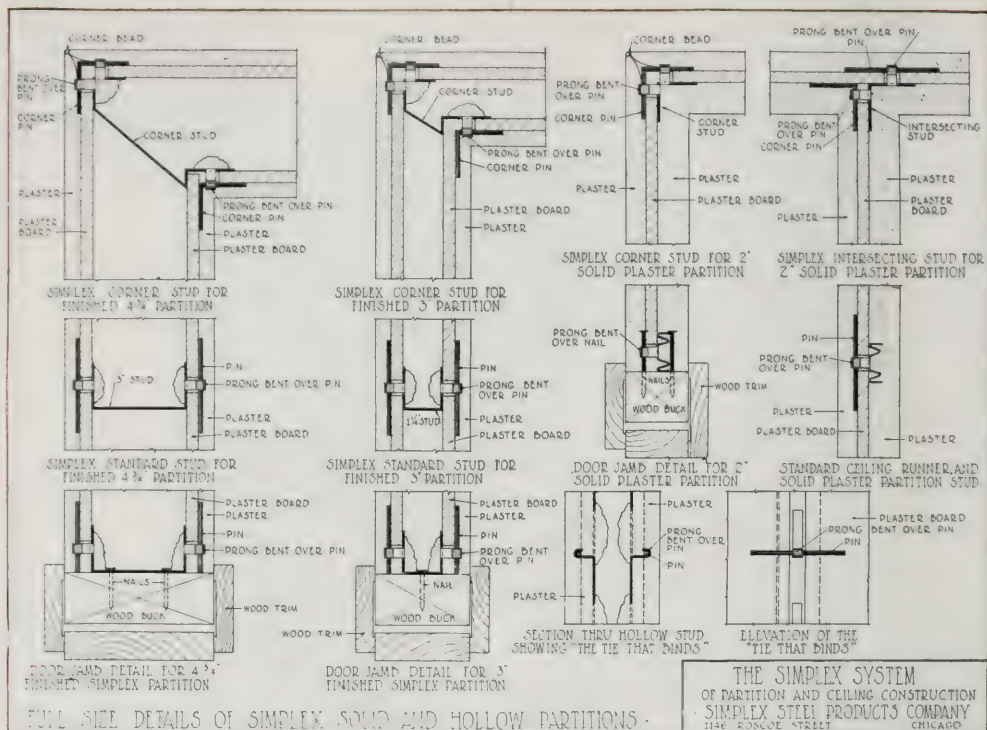 CORNER BEAD
PRONG
BENT OVER
PIN
CORNER
PIN
CORNER STUD
PLASTER
PLASTER
BOARD
PRONG BENT OVER PIN
CORNER PIN
PLASTER
PLASTER BOARD
SIMPLEX CORNER STUD FOR
FINISHED 4¾" PARTITION
CORNER BEAD
CORNER STUD
PRONG BENT OVER PIN
CORNER PIN
PLASTER BOARD
PLASTER
SIMPLEX CORNER STUD FOR
FINISHED 3" PARTITION
CORNER BEAD
PRONG
BENT OVER
PIN
CORNER PIN
CORNER
STUD
PLASTER
PLASTER
PLASTER BOARD
SIMPLEX CORNER STUD FOR 2"
SOLID PLASTER PARTITION
PRONG BENT OVER PIN
PIN
PRONG BENT
OVER PIN
CORNER PIN
INTERSECTING
STUD
PLASTER
PLASTER
BOARD
PLASTER
SIMPLEX INTERSECTING STUD FOR
2" SOLID PLASTER PARTITION
3" STUD
PIN
PRONG BENT OVER PIN
PLASTER
PLASTER BOARD
SIMPLEX STANDARD STUD FOR
FINISHED 4¾" PARTITION
1¼" STUD
PIN
PRONG BENT
OVER PIN
PLASTER
PLASTER BOARD
SIMPLEX STANDARD STUD FOR
FINISHED 3" PARTITION
PRONG BENT
OVER NAIL
NAILS
WOOD BUCK
WOOD TRIM
DOOR JAMB DETAIL FOR 2"
SOLID PLASTER PARTITION
PIN
PRONG BENT
OVER PIN
PLASTER
PLASTER
PLASTER BOARD
STANDARD CEILING RUNNER, AND
SOLID PLASTER PARTITION STUD
PLASTER BOARD
PLASTER
PIN
PRONG BENT OVER PIN
NAILS
WOOD BUCK
WOOD TRIM
DOOR JAMB DETAIL FOR 4¾"
FINISHED SIMPLEX PARTITION
PLASTER BOARD
PLASTER
PIN
PRONG BENT
OVER PIN
NAIL
WOOD BUCK
WOOD TRIM
DOOR JAMB DETAIL FOR 3"
FINISHED SIMPLEX PARTITION
PLASTER
PRONG
BENT OVER
PIN
PIN
PLASTER
SECTION THRU HOLLOW STUD
SHOWING "THE TIE THAT BINDS"
PLASTER BOARD
PRONG BENT OVER PIN
PIN
ELEVATION OF THE
"TIE THAT BINDS"
FULL SIZE DETAILS OF SIMPLEX SOLID AND HOLLOW PARTITIONS ·
THE SIMPLEX SYSTEM
OF PARTITION AND CEILING CONSTRUCTION
· SIMPLEX STEEL PRODUCTS COMPANY
1146 ROSCOE STREET CHICAGO